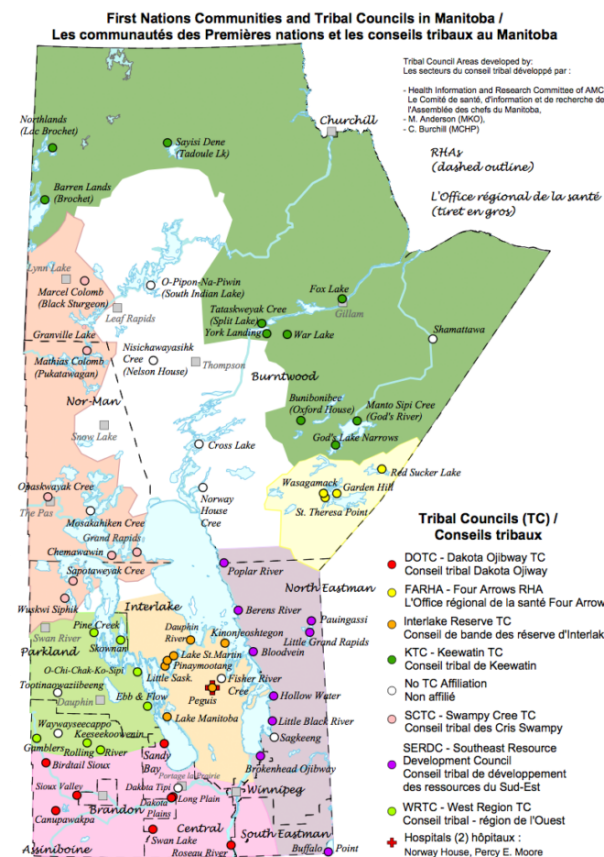 First Nations Communities and Tribal Councils in Manitoba /
Les communautés des Premières nations et les conseils tribaux au Manitoba
Tribal Council Areas developed by:
Les secteurs du conseil tribal développé par :
- Health Information and Research Committee of AMC
Le Comité de santé, d'information et de recherche de
l'Assemblée des chefs du Manitoba,
- M. Anderson (MKO),
- C. Burchill (MCHP)
RHAs
(dashed outline)
L'Office régional de la santé
(tiret en gros)
Churchill
Northlands
(Lac Brochet)
Sayisi Dene
(Tadoule Lk)
Barren Lands
(Brochet)
Lynn Lake
Marcel Colomb
(Black Sturgeon)
O-Pipon-Na-Piwin
(South Indian Lake)
Leaf Rapids
Fox Lake
Gillam
Granville Lake
Tataskweyak Cree
(Split Lake)
York Landing
War Lake
Shamattawa
Mathias Colomb
(Pukatawagan)
Nisichawayasihk
Cree
(Nelson House)
Thompson
Burntwood
Nor-Man
Bunibonibee
(Oxford House)
Manto Sipi Cree
(God's River)
Snow Lake
Cross Lake
God's Lake Narrows
Red Sucker Lake
Wasagamack
Garden Hill
St. Theresa Point
Opaskwayak Cree
The Pas
Norway
House
Cree
Mosakahiken Cree
Grand Rapids
Chemawawin
Sapotaweyak Cree
Wuskwi Siphik
Poplar River
North Eastman
Interlake
Berens River
Pauingassi
Little Grand Rapids
Bloodvein
Swan River
Pine Creek
Skownan
Parkland
Dauphin
River
Kinonjeoshtegon
Lake St.Martin
Pinaymootang
Little Sask.
O-Chi-Chak-Ko-Sipi
Tootinaowaziibeeng
Fisher River
Cree
Peguis
Ebb & Flow
Dauphin
Hollow Water
Lake Manitoba
Little Black River
Sagkeeng
Waywayseecappo
Keeseekoowenin
Gamblers
Rolling River
Sandy
Bay
Birdtail Sioux
Brokenhead Ojibway
Portage la Prairie
Sioux Valley
Dakota Tipi
Winnipeg
Long Plain
Dakota
Plains
Brandon
Canupawakpa
Central
Swan Lake
South Eastman
Assiniboine
Roseau River
Buffalo Point
Tribal Councils (TC) /
Conseils tribaux
DOTC - Dakota Ojibway TC
Conseil tribal Dakota Ojiway
FARHA - Four Arrows RHA
L'Office régional de la santé Four Arrow
Interlake Reserve TC
Conseil de bande des réserve d'Interlak
KTC - Keewatin TC
Conseil tribal de Keewatin
No TC Affiliation
Non affilié
SCTC - Swampy Cree TC
Conseil tribal des Cris Swampy
SERDC - Southeast Resource
Development Council
Conseil tribal de développement
des ressources du Sud-Est
WRTC - West Region TC
Conseil tribal - région de l'Ouest
Hospitals (2) hôpitaux :
Norway House, Percy E. Moore